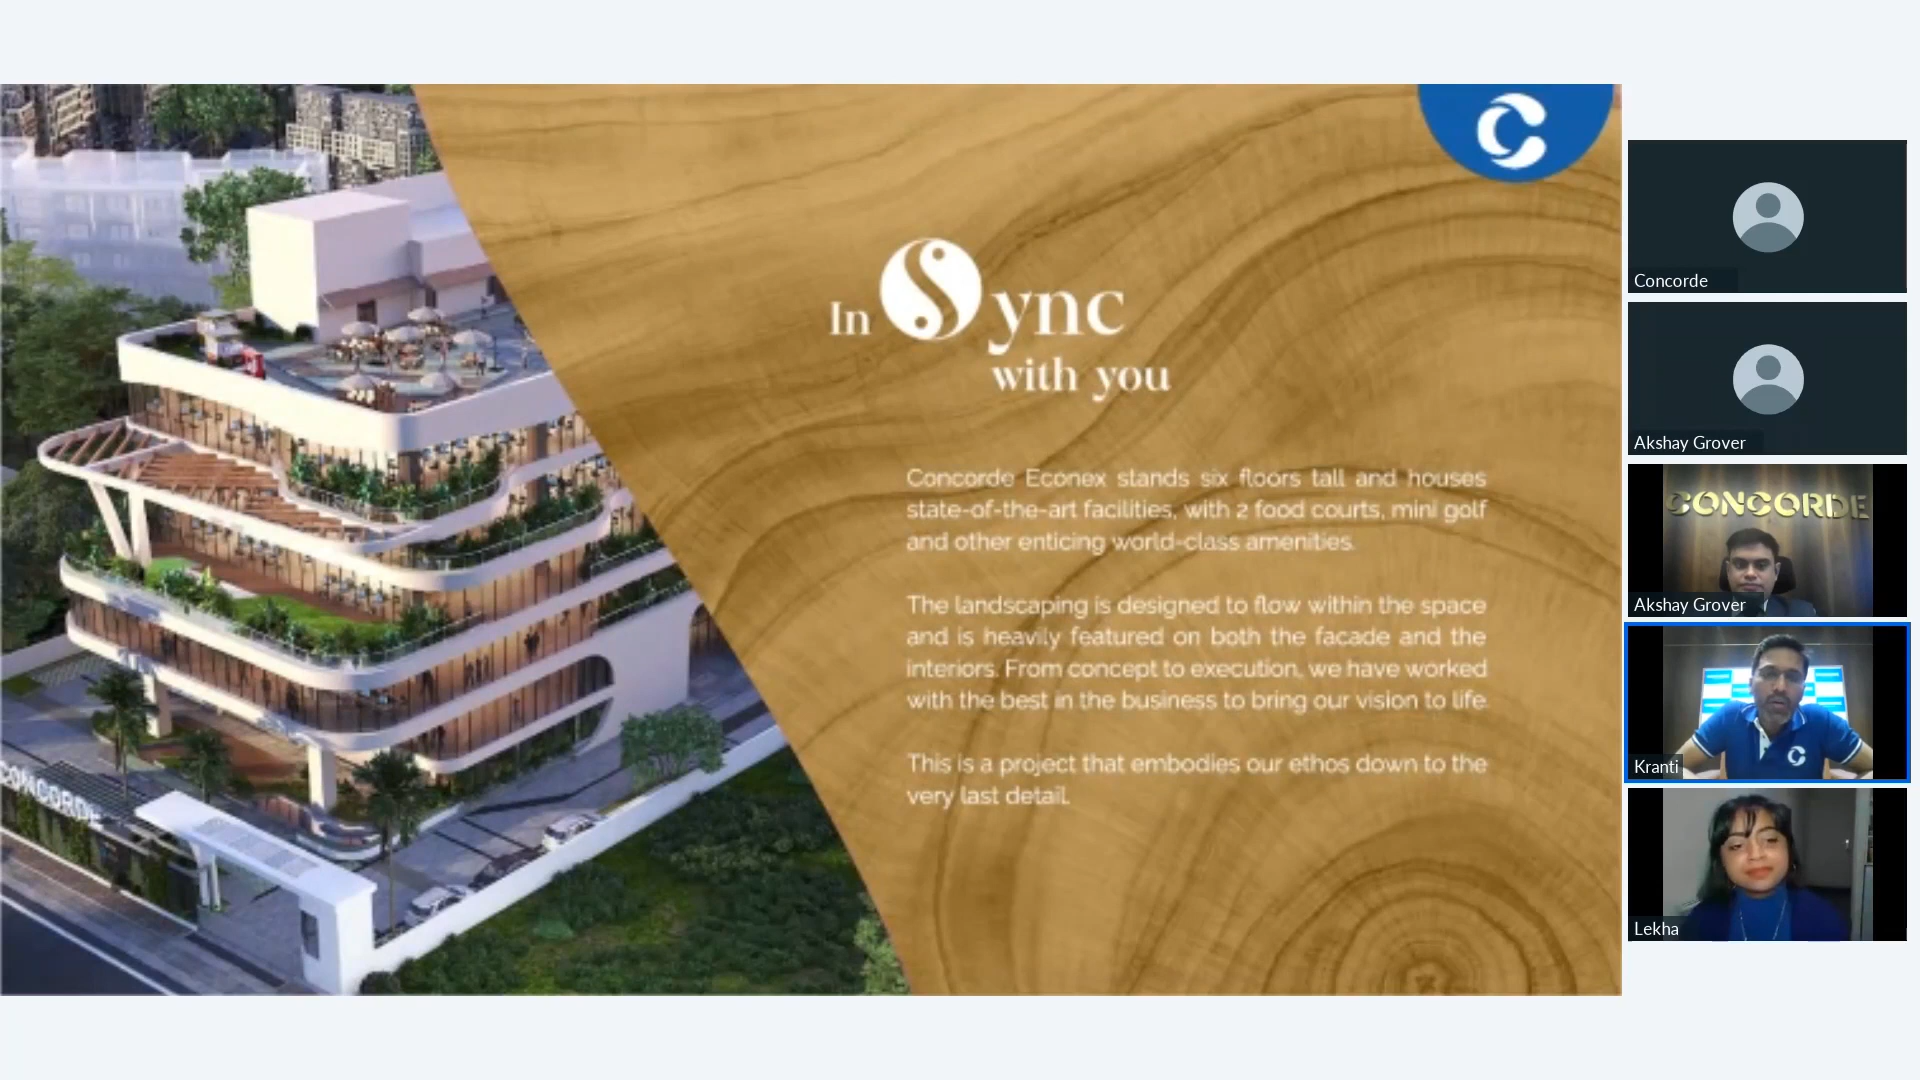 In Sync
with you
Concorde Econex stands six floors tall and houses
state-of-the-art facilities, with 2 food courts, mini golf
and other enticing world-class amenities.
The landscaping is designed to flow within the space
and is heavily featured on both the facade and the
interiors. From concept to execution, we have worked
with the best in the business to bring our vision to life.
This is a project that embodies our ethos down to the
very last detail.
CONCORDE
Concorde
Akshay Grover
CONCORDE
Akshay Grover
Kranti
Lekha